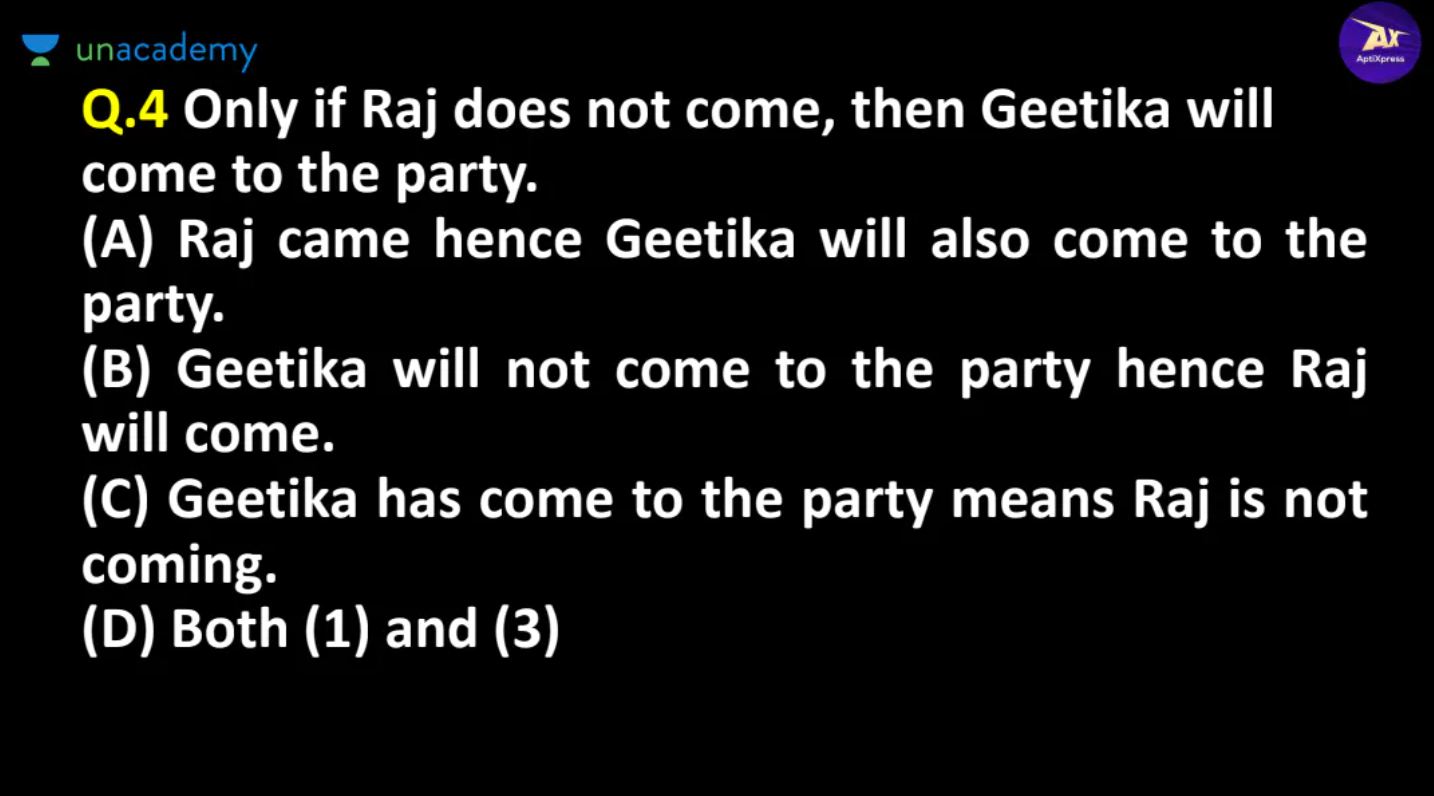 unacademy
AX
AptiXpress
Q.4 Only if Raj does not come, then Geetika will
come to the party.
(A) Raj came hence Geetika will also come to the
party.
(B) Geetika will not come to the party hence Raj
will come.
(C) Geetika has come to the party means Raj is not
coming.
(D) Both (1) and (3)